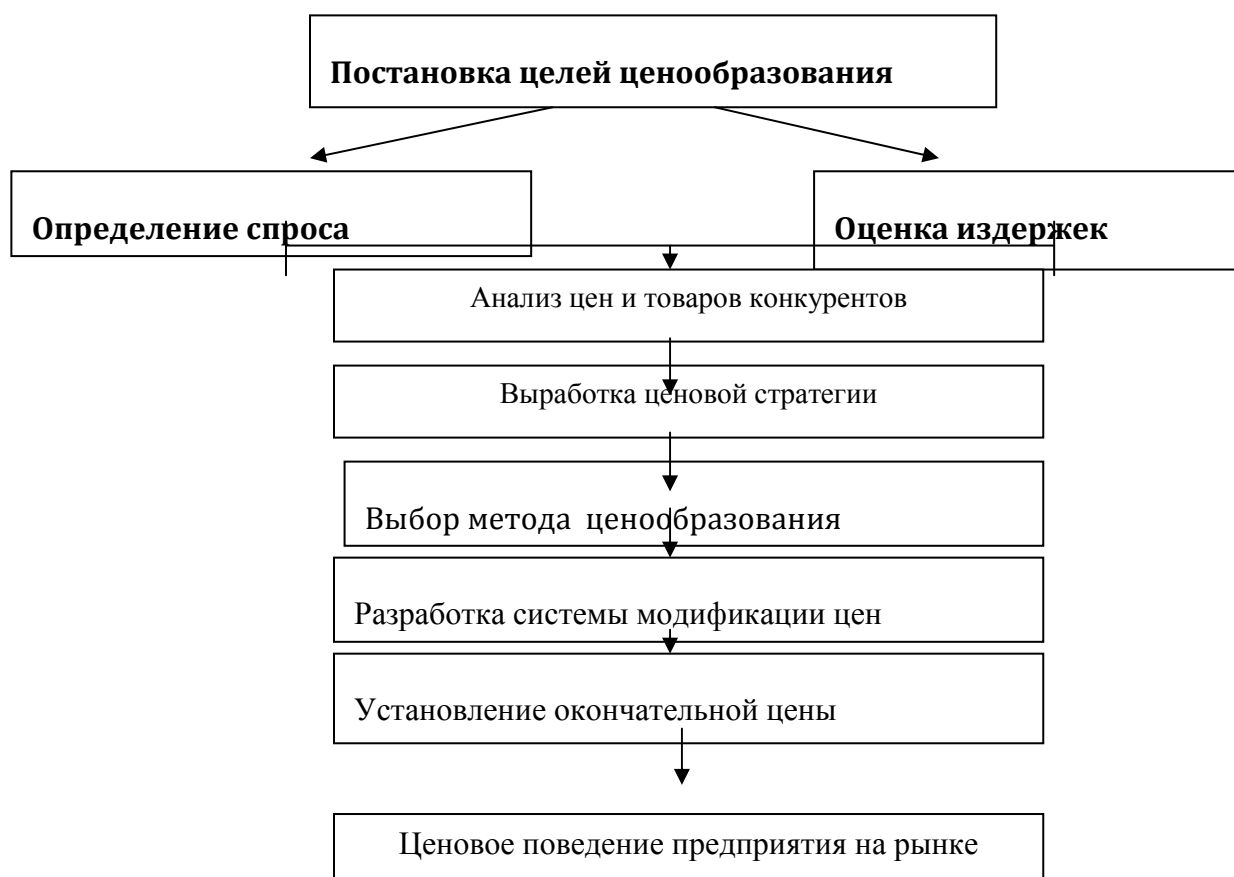 Постановка целей ценообразования
Определение спроса
Оценка издержек
Анализ цен и товаров конкурентов
Выработка ценовой стратегии
Выбор метода ценообразования
Разработка системы модификации цен
Установление окончательной цены
Ценовое поведение предприятия на рынке